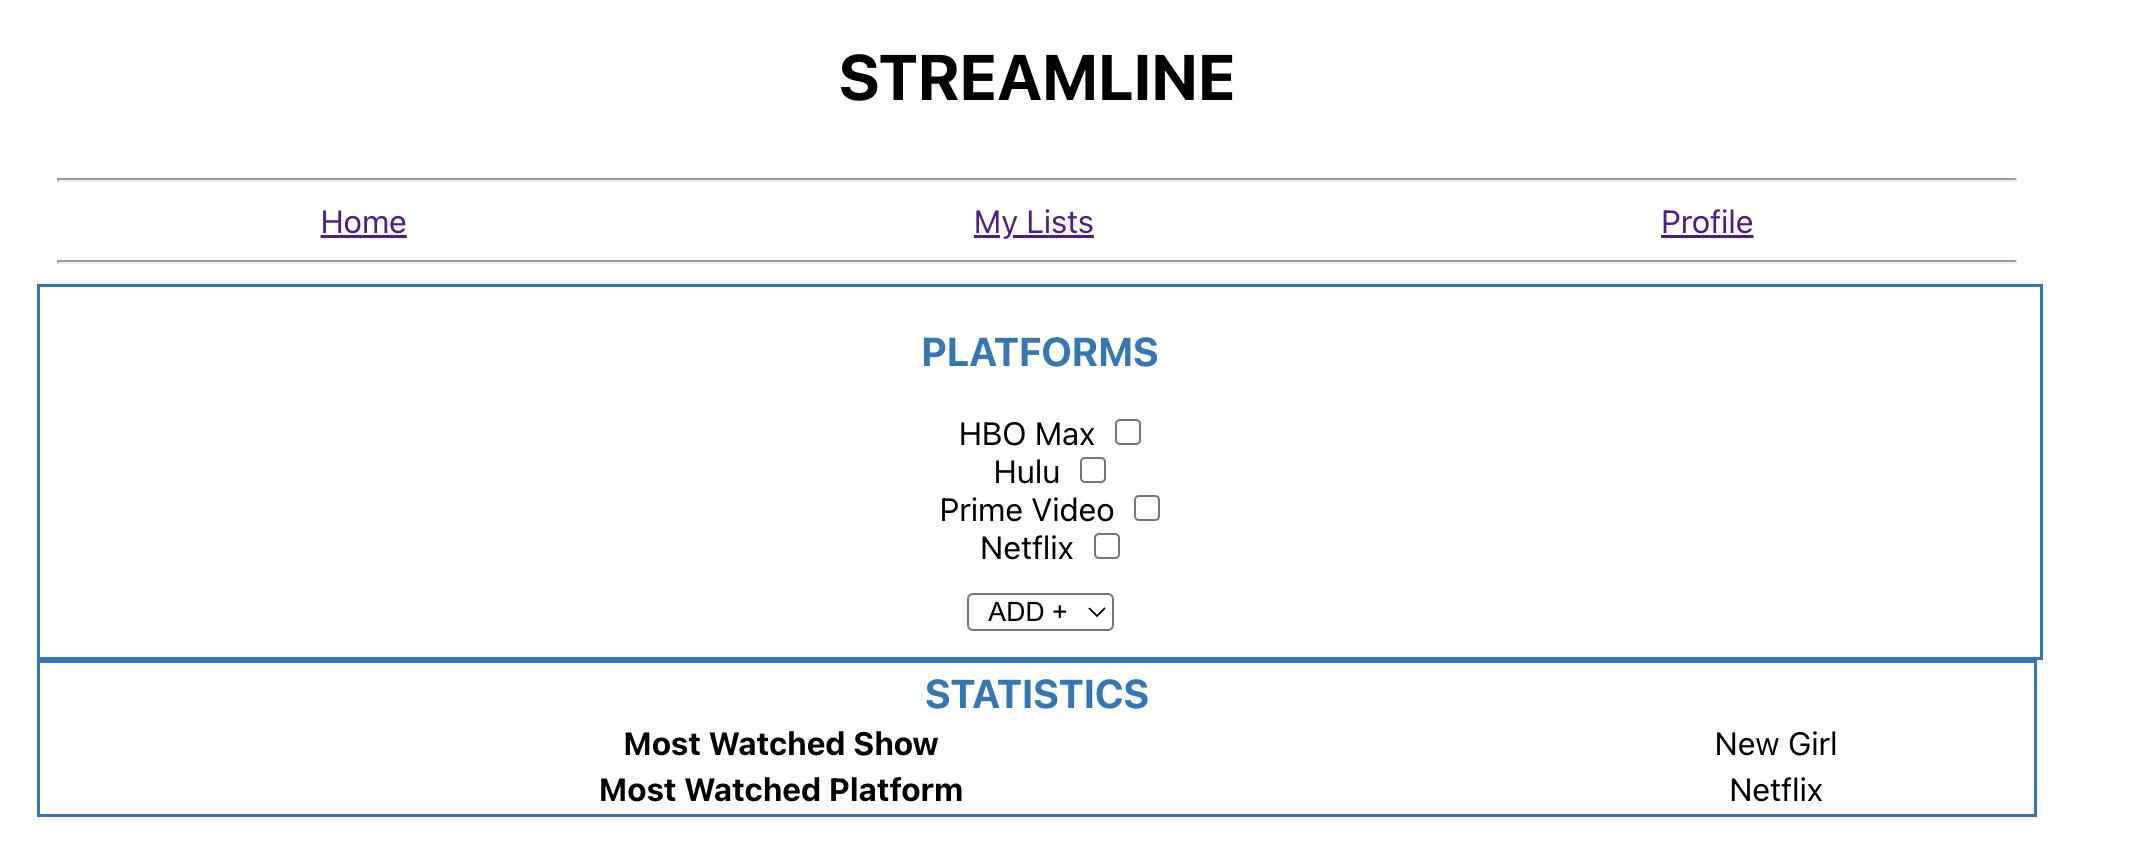 STREAMLINE
Home My Lists Profile
PLATFORMS
HBO Max
Hulu
Prime Video
Netflix
ADD +
STATISTICS
Most Watched Show New Girl
Most Watched Platform Netflix